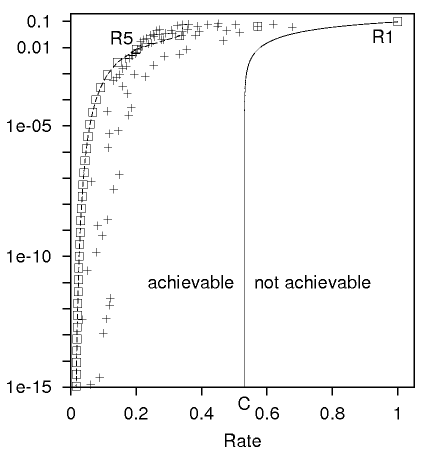 0.1
R5
R1
0.01
1e-05
1e-10
achievable not achievable
1e-15
0 0.2 0.4 C 0.6 0.8 1
Rate